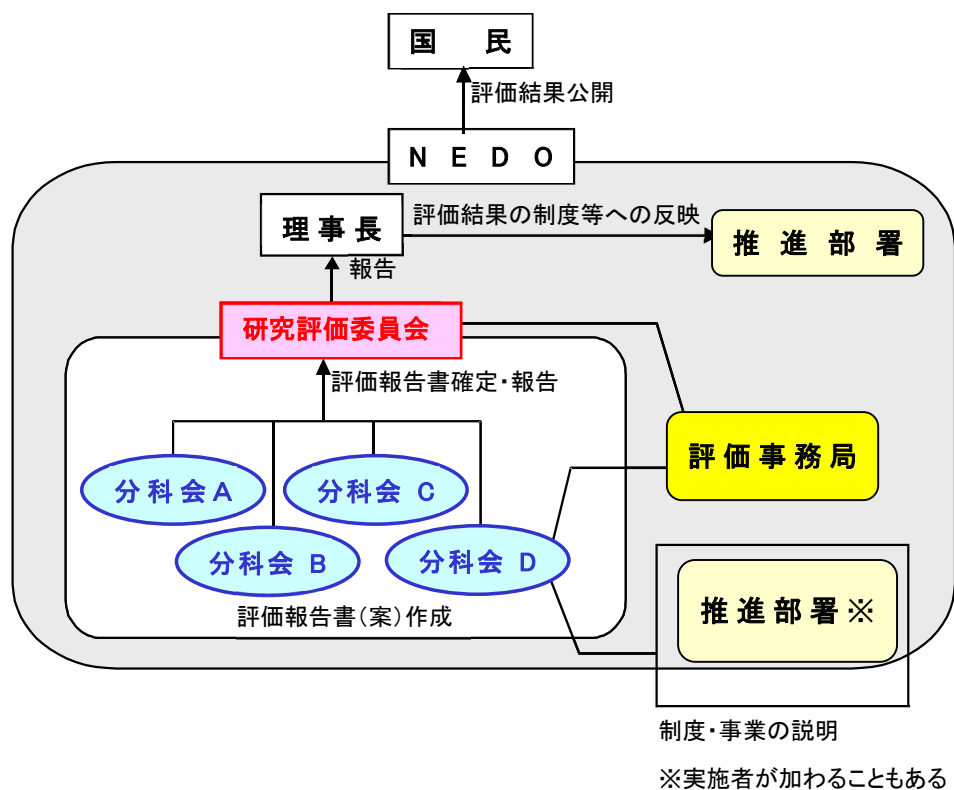 国 民
評価結果公開
N E D O
理事長
評価結果の制度等への反映
推進部署
報告
研究評価委員会
評価報告書確定・報告
評価事務局
分科会A
分科会 C
分科会 B
分科会 D
評価報告書(案)作成
推進部署※
制度・事業の説明
※実施者が加わることもある